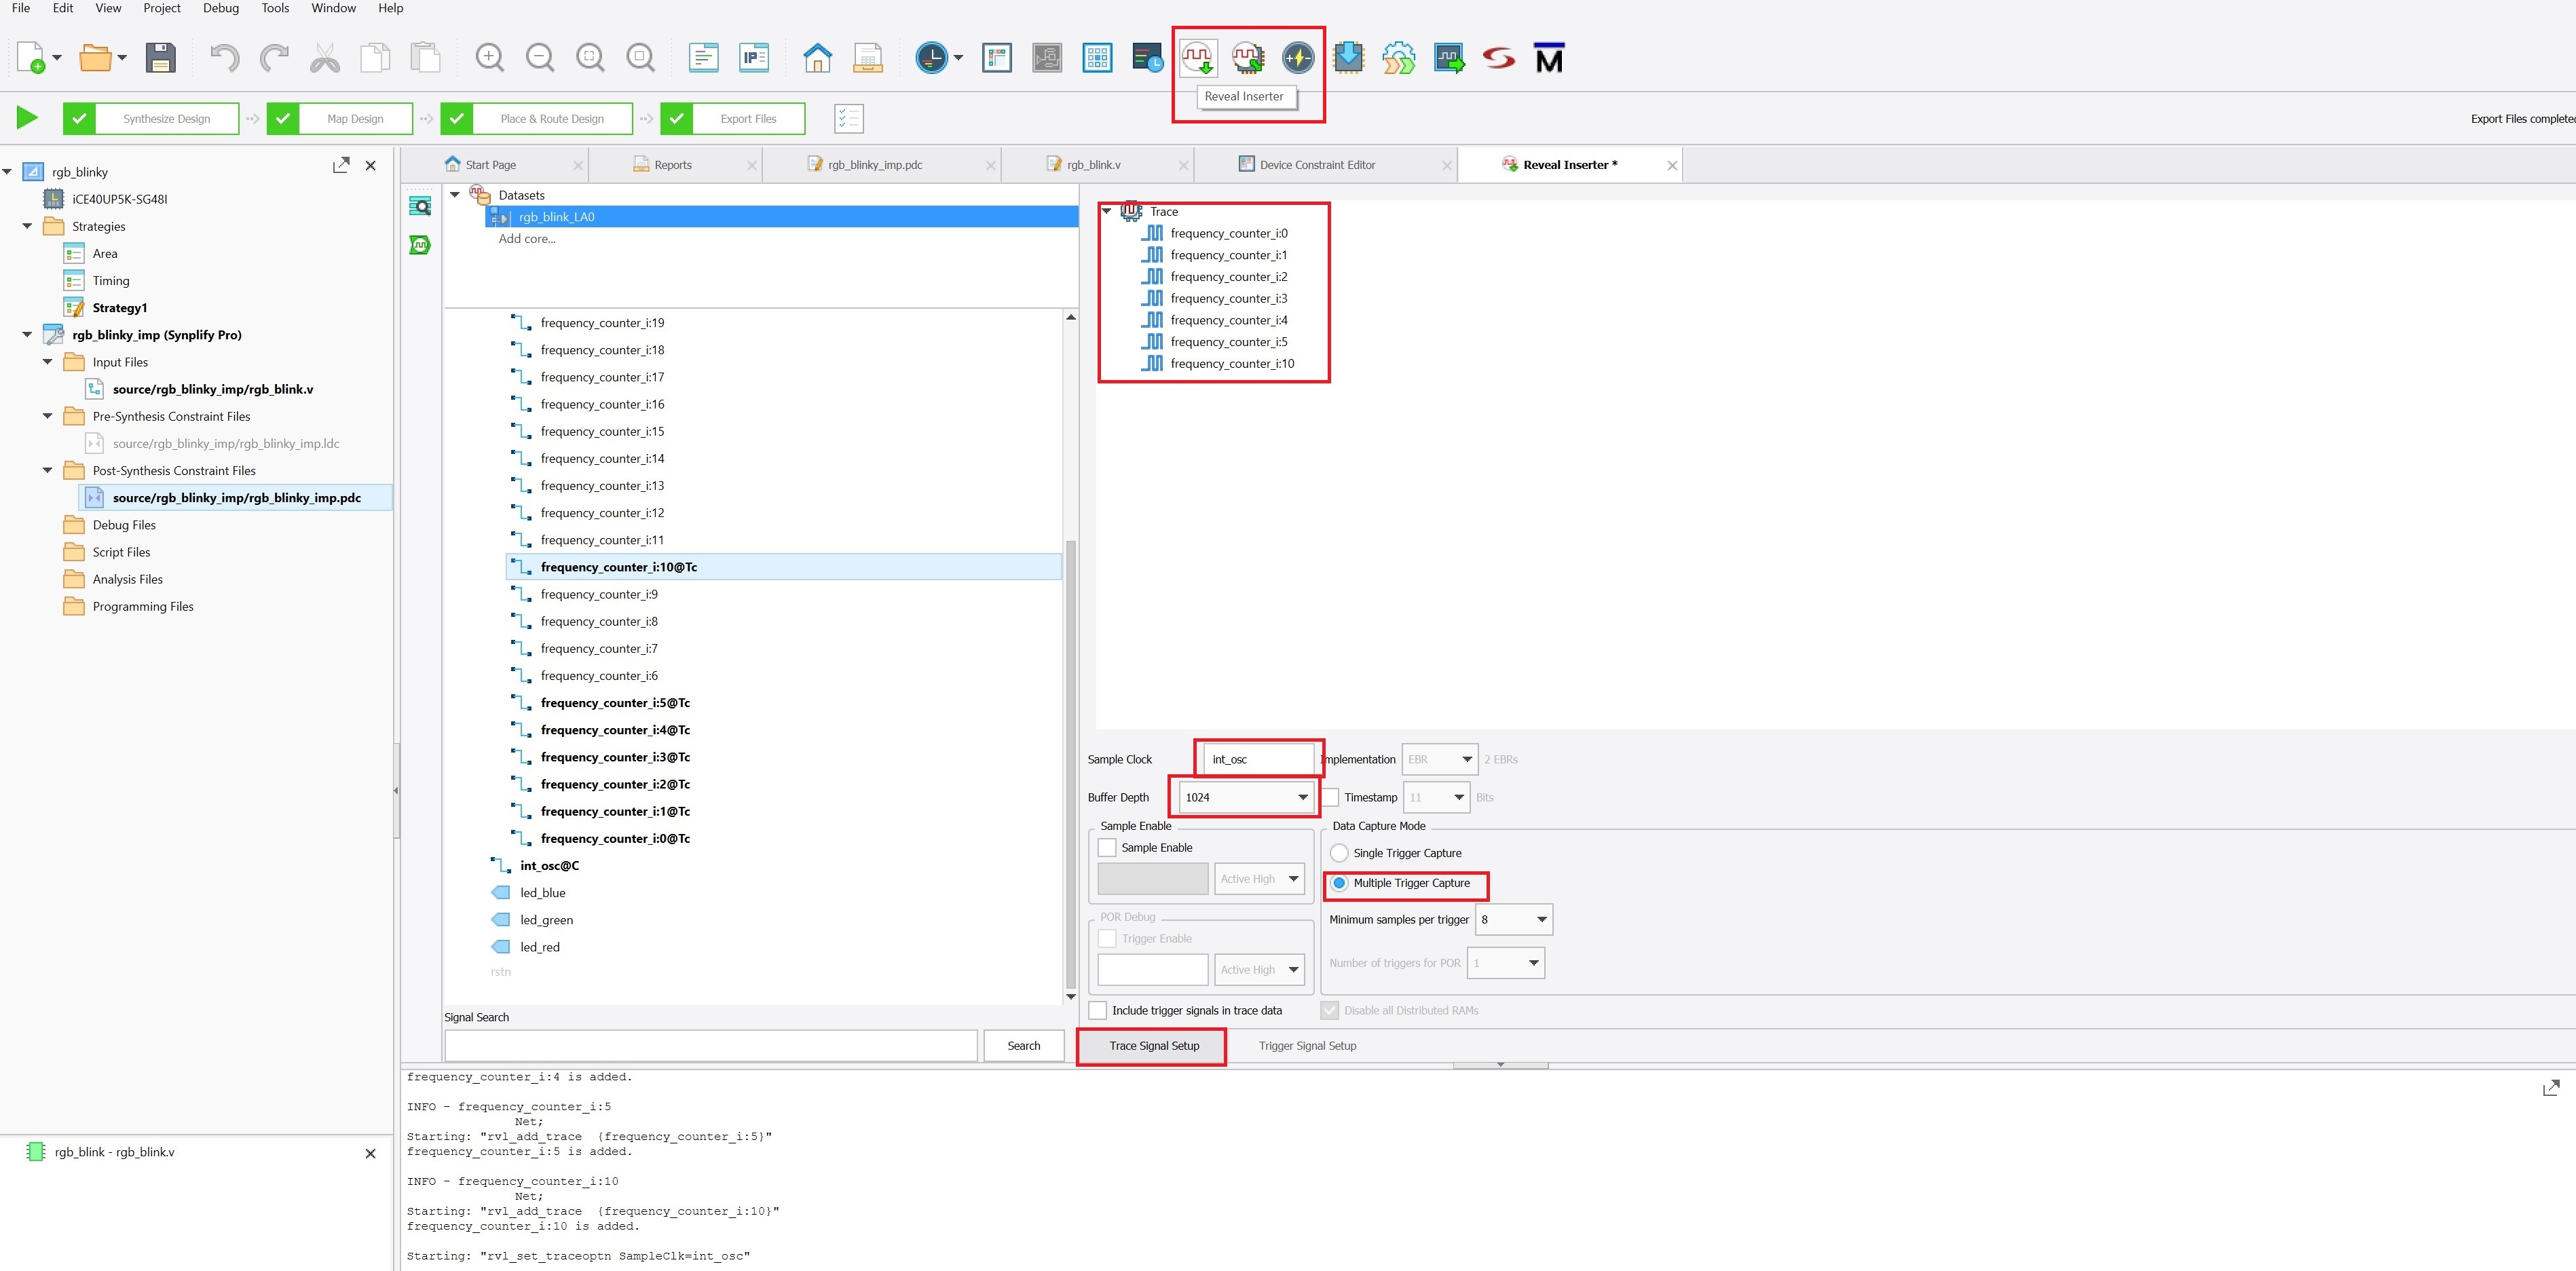 File Edit View Project Debug Tools Window Help
IP
M
Reveal Inserter
Synthesize Design
Map Design
Place & Route Design
Export Files
Export Files completed
rgb_blinky
iCE40UP5K-SG48I
Strategies
Area
Timing
Strategy1
rgb_blinky_imp (Synplify Pro)
Input Files
source/rgb_blinky_imp/rgb_blink.v
Pre-Synthesis Constraint Files
source/rgb_blinky_imp/rgb_blinky_imp.ldc
Post-Synthesis Constraint Files
source/rgb_blinky_imp/rgb_blinky_imp.pdc
Debug Files
Script Files
Analysis Files
Programming Files
rgb_blink - rgb_blink.v
Start Page
Reports
rgb_blinky_imp.pdc
rgb_blink.v
Device Constraint Editor
Reveal Inserter *
Datasets
rgb_blink_LA0
Add core...
frequency_counter_i:19
frequency_counter_i:18
frequency_counter_i:17
frequency_counter_i:16
frequency_counter_i:15
frequency_counter_i:14
frequency_counter_i:13
frequency_counter_i:12
frequency_counter_i:11
frequency_counter_i:10@Tc
frequency_counter_i:9
frequency_counter_i:8
frequency_counter_i:7
frequency_counter_i:6
frequency_counter_i:5@Tc
frequency_counter_i:4@Tc
frequency_counter_i:3@Tc
frequency_counter_i:2@Tc
frequency_counter_i:1@Tc
frequency_counter_i:0@Tc
int_osc@C
led_blue
led_green
led_red
rstn
Signal Search
Search
Trace
frequency_counter_i:0
frequency_counter_i:1
frequency_counter_i:2
frequency_counter_i:3
frequency_counter_i:4
frequency_counter_i:5
frequency_counter_i:10
Sample Clock int_osc Implementation EBR 2 EBRs
Buffer Depth 1024 Timestamp 11 Bits
Sample Enable
Sample Enable
Active High
POR Debug
Trigger Enable
Active High
Data Capture Mode
Single Trigger Capture
Multiple Trigger Capture
Minimum samples per trigger 8
Number of triggers for POR 1
Include trigger signals in trace data
Disable all Distributed RAMs
Trace Signal Setup
Trigger Signal Setup
frequency_counter_i:4 is added.
INFO - frequency_counter_i:5
Net;
Starting: "rvl_add_trace {frequency_counter_i:5}"
frequency_counter_i:5 is added.
INFO - frequency_counter_i:10
Net;
Starting: "rvl_add_trace {frequency_counter_i:10}"
frequency_counter_i:10 is added.
Starting: "rvl_set_traceoptn SampleClk=int_osc"